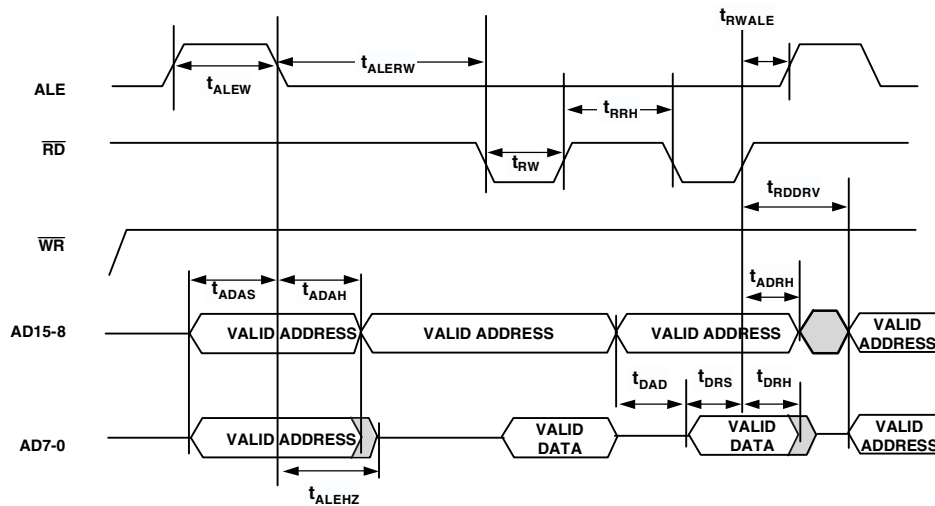 tRWALE
ALE
tALEW
tALERW
tRRH
RD
tRW
tRDDRV
WR
tADAS
tADAH
tADRH
AD15-8
VALID ADDRESS
VALID ADDRESS
VALID ADDRESS
VALID
ADDRESS
tDAD
tDRS
tDRH
AD7-0
VALID ADDRESS
VALID
DATA
VALID
DATA
VALID
ADDRESS
tALEHZ